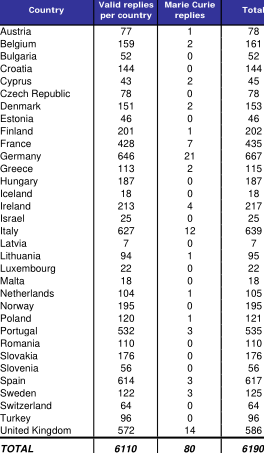 Country Valid replies per country Marie Curie replies Total
Austria 77 1 78
Belgium 159 2 161
Bulgaria 52 0 52
Croatia 144 0 144
Cyprus 43 2 45
Czech Republic 78 0 78
Denmark 151 2 153
Estonia 46 0 46
Finland 201 1 202
France 428 7 435
Germany 646 21 667
Greece 113 2 115
Hungary 187 0 187
Iceland 18 0 18
Ireland 213 4 217
Israel 25 0 25
Italy 627 12 639
Latvia 7 0 7
Lithuania 94 1 95
Luxembourg 22 0 22
Malta 18 0 18
Netherlands 104 1 105
Norway 195 0 195
Poland 120 1 121
Portugal 532 3 535
Romania 110 0 110
Slovakia 176 0 176
Slovenia 56 0 56
Spain 614 3 617
Sweden 122 3 125
Switzerland 64 0 64
Turkey 96 0 96
United Kingdom 572 14 586
TOTAL 6110 80 6190